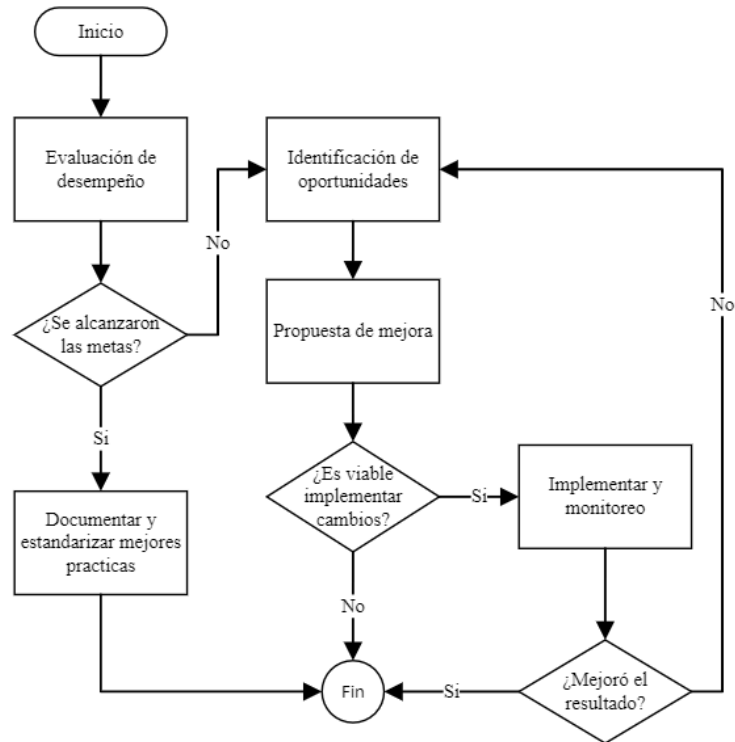 Inicio
Evaluación de
desempeño
Identificación de
oportunidades
No
No
¿Se alcanzaron
las metas?
Propuesta de mejora
Si
¿Es viable
implementar
cambios?
Si
Implementar y
monitoreo
Documentar y
estandarizar mejores
practicas
No
Fin
Si
¿Mejoró el
resultado?